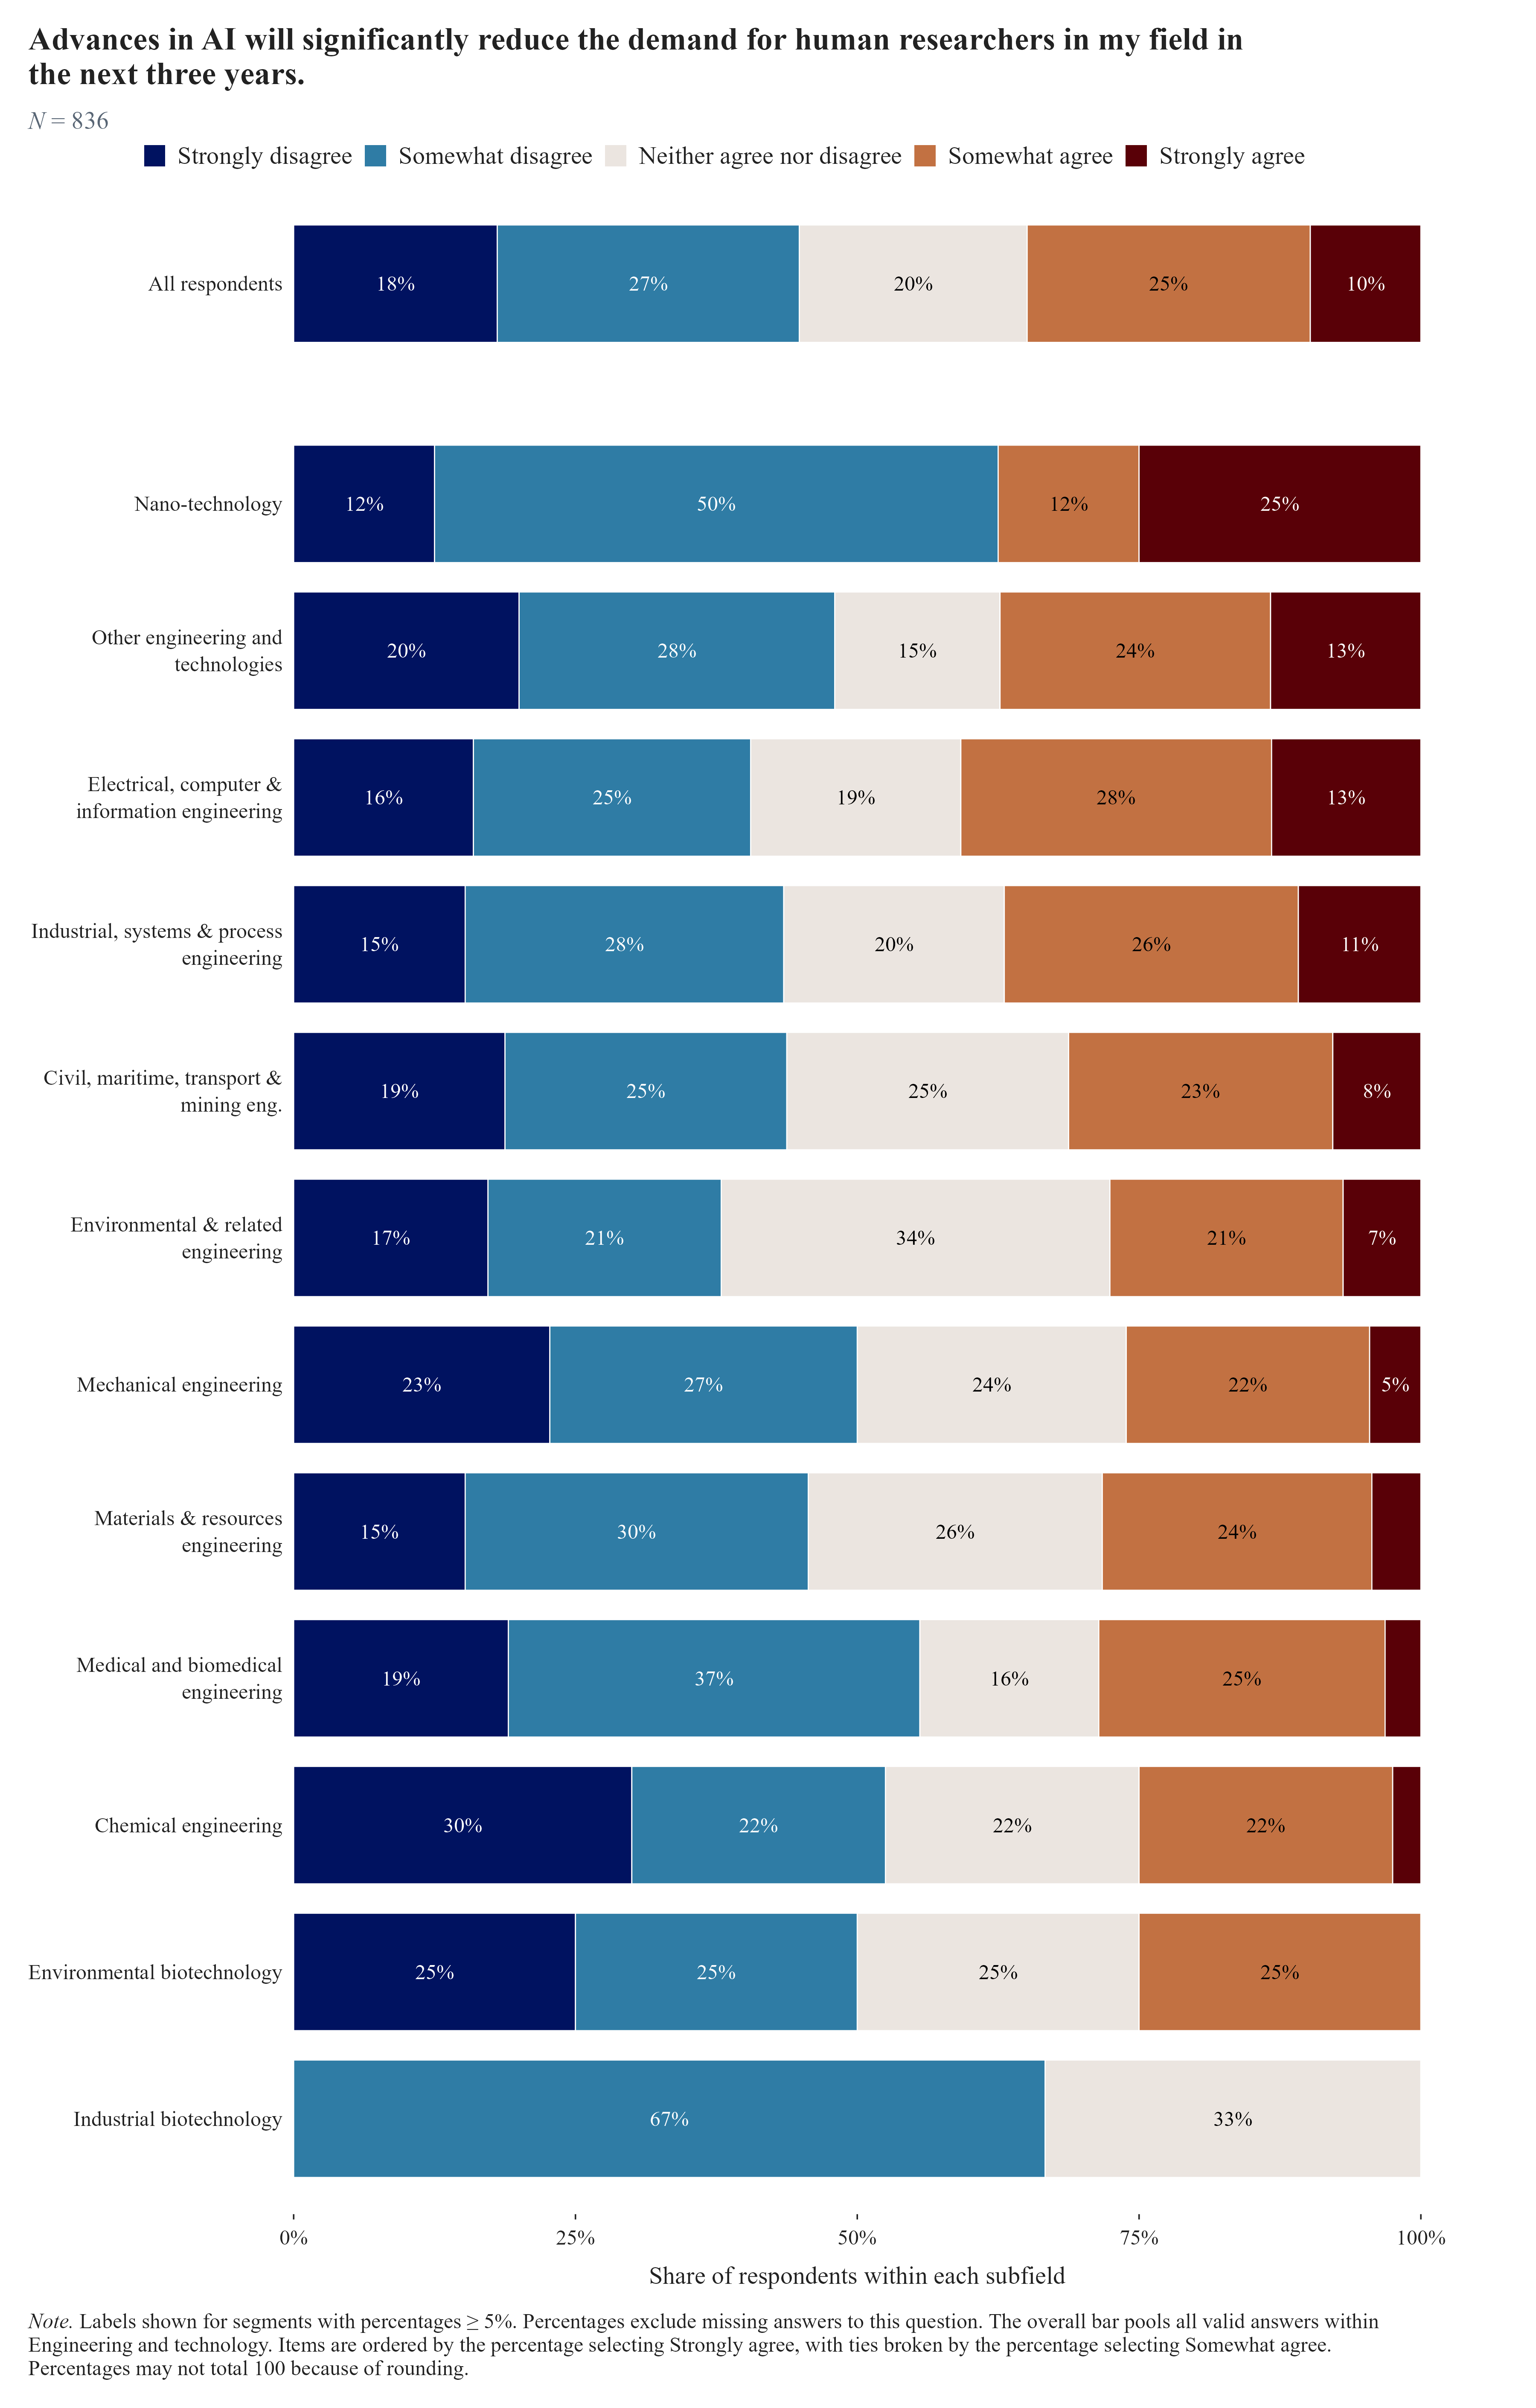 Advances in AI will significantly reduce the demand for human researchers in my field in
the next three years.
N = 836
Strongly disagree Somewhat disagree Neither agree nor disagree Somewhat agree Strongly agree
All respondents 18% 27% 20% 25% 10%
Nano-technology 12% 50% 12% 25%
Other engineering and
technologies 20% 28% 15% 24% 13%
Electrical, computer &
information engineering 16% 25% 19% 28% 13%
Industrial, systems & process
engineering 15% 28% 20% 26% 11%
Civil, maritime, transport &
mining eng. 19% 25% 25% 23% 8%
Environmental & related
engineering 17% 21% 34% 21% 7%
Mechanical engineering 23% 27% 24% 22% 5%
Materials & resources
engineering 15% 30% 26% 24%
Medical and biomedical
engineering 19% 37% 16% 25%
Chemical engineering 30% 22% 22% 22%
Environmental biotechnology 25% 25% 25% 25%
Industrial biotechnology 67% 33%
0% 25% 50% 75% 100%
Share of respondents within each subfield
Note. Labels shown for segments with percentages ≥ 5%. Percentages exclude missing answers to this question. The overall bar pools all valid answers within
Engineering and technology. Items are ordered by the percentage selecting Strongly agree, with ties broken by the percentage selecting Somewhat agree.
Percentages may not total 100 because of rounding.